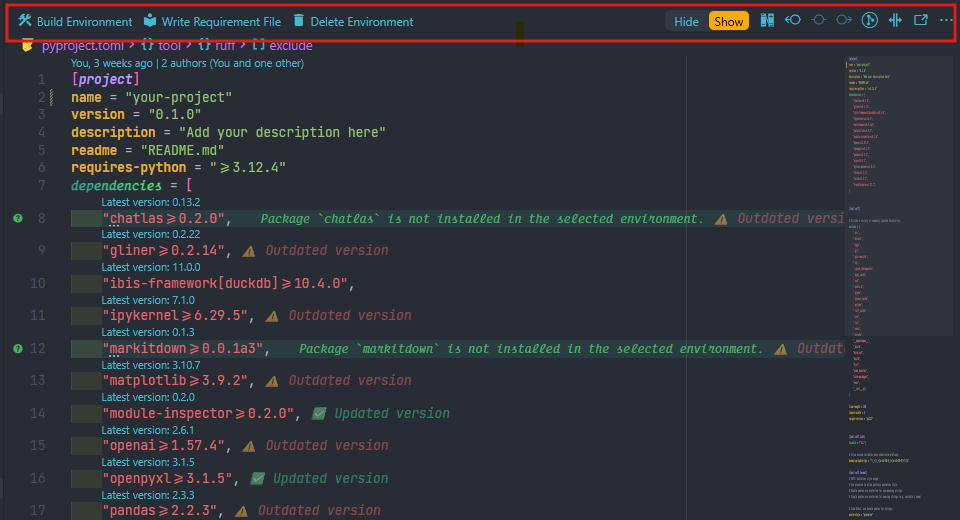 Build Environment Write Requirement File Delete Environment Hide Show
pyproject.toml > {} tool > {} ruff > [ ] exclude
You, 3 weeks ago | 2 authors (You and one other)
1 [project]
2 name = "your-project"
3 version = "0.1.0"
4 description = "Add your description here"
5 readme = "README.md"
6 requires-python = ">=3.12.4"
7 dependencies = [
Latest version: 0.13.2
8 "chatlas>=0.2.0", Package `chatlas` is not installed in the selected environment. Outdated versi
Latest version: 0.2.22
9 "gliner>=0.2.14", Outdated version
Latest version: 11.0.0
10 "ibis-framework[duckdb]>=10.4.0",
Latest version: 7.1.0
11 "ipykernel>=6.29.5", Outdated version
Latest version: 0.1.3
12 "markitdown>=0.0.1a3", Package `markitdown` is not installed in the selected environment. Outdat
Latest version: 3.10.7
13 "matplotlib>=3.9.2", Outdated version
Latest version: 0.2.0
14 "module-inspector>=0.2.0", Updated version
Latest version: 2.6.1
15 "openai>=1.57.4", Outdated version
Latest version: 3.1.5
16 "openpyxl>=3.1.5", Updated version
Latest version: 2.3.3
17 "pandas>=2.2.3", Outdated version